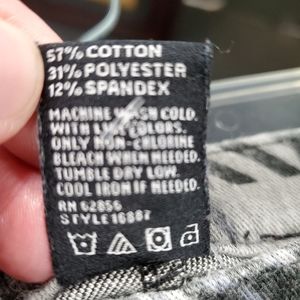 57% COTTON
31% POLYESTER
12% SPANDEX
MACHINE WASH COLD.
WITH LIKE COLORS.
ONLY NON-CHLORINE
BLEACH WHEN NEEDED.
TUMBLE DRY LOW.
COOL IRON IF NEEDED.
RN 62856
STYLE 16887